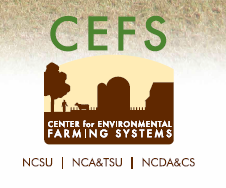 CEFS
CENTER for ENVIRONMENTAL
FARMING SYSTEMS
NCSU | NCA&TSU | NCDA&CS